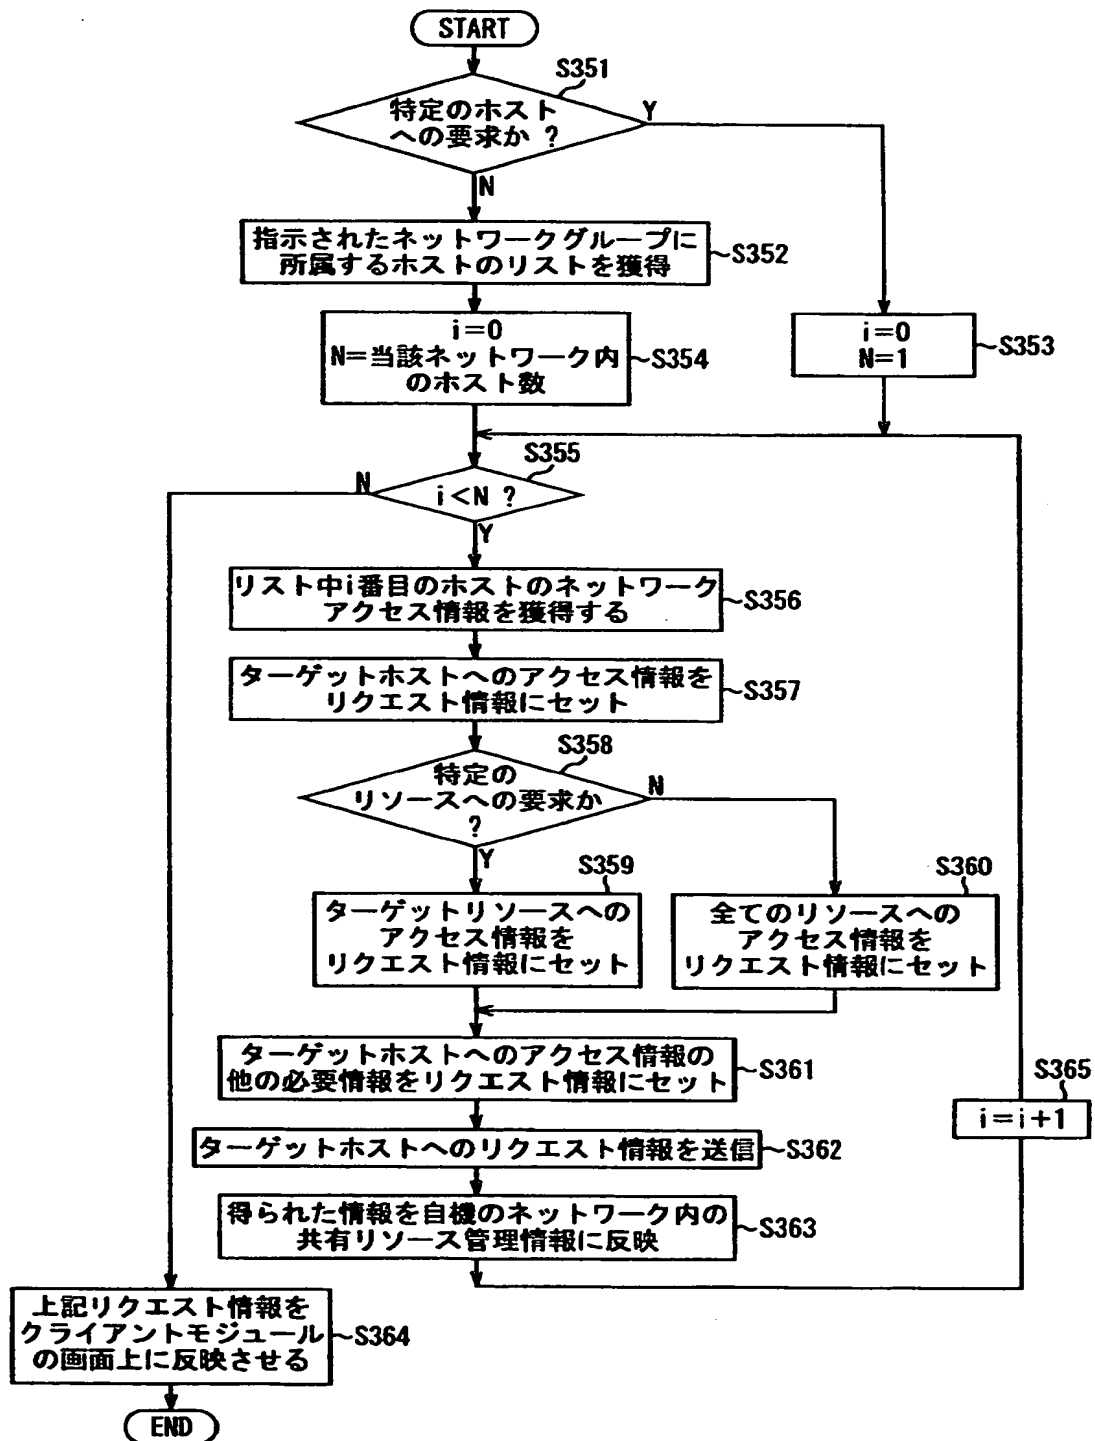 START
S351
特定のホスト
への要求か ?
Y
N
指示されたネットワークグループに
所属するホストのリストを獲得
S352
i=0
N=当該ネットワーク内
のホスト数
S354
i=0
N=1
S353
S355
N
i<N ?
Y
リスト中i番目のホストのネットワーク
アクセス情報を獲得する
S356
ターゲットホストへのアクセス情報を
リクエスト情報にセット
S357
S358
特定の
リソースへの要求か
?
N
Y
S359
ターゲットリソースへの
アクセス情報を
リクエスト情報にセット
S360
全てのリソースへの
アクセス情報を
リクエスト情報にセット
ターゲットホストへのアクセス情報の
他の必要情報をリクエスト情報にセット
S361
S365
i=i+1
ターゲットホストへのリクエスト情報を送信
S362
得られた情報を自機のネットワーク内の
共有リソース管理情報に反映
S363
上記リクエスト情報を
クライアントモジュール
の画面上に反映させる
S364
END